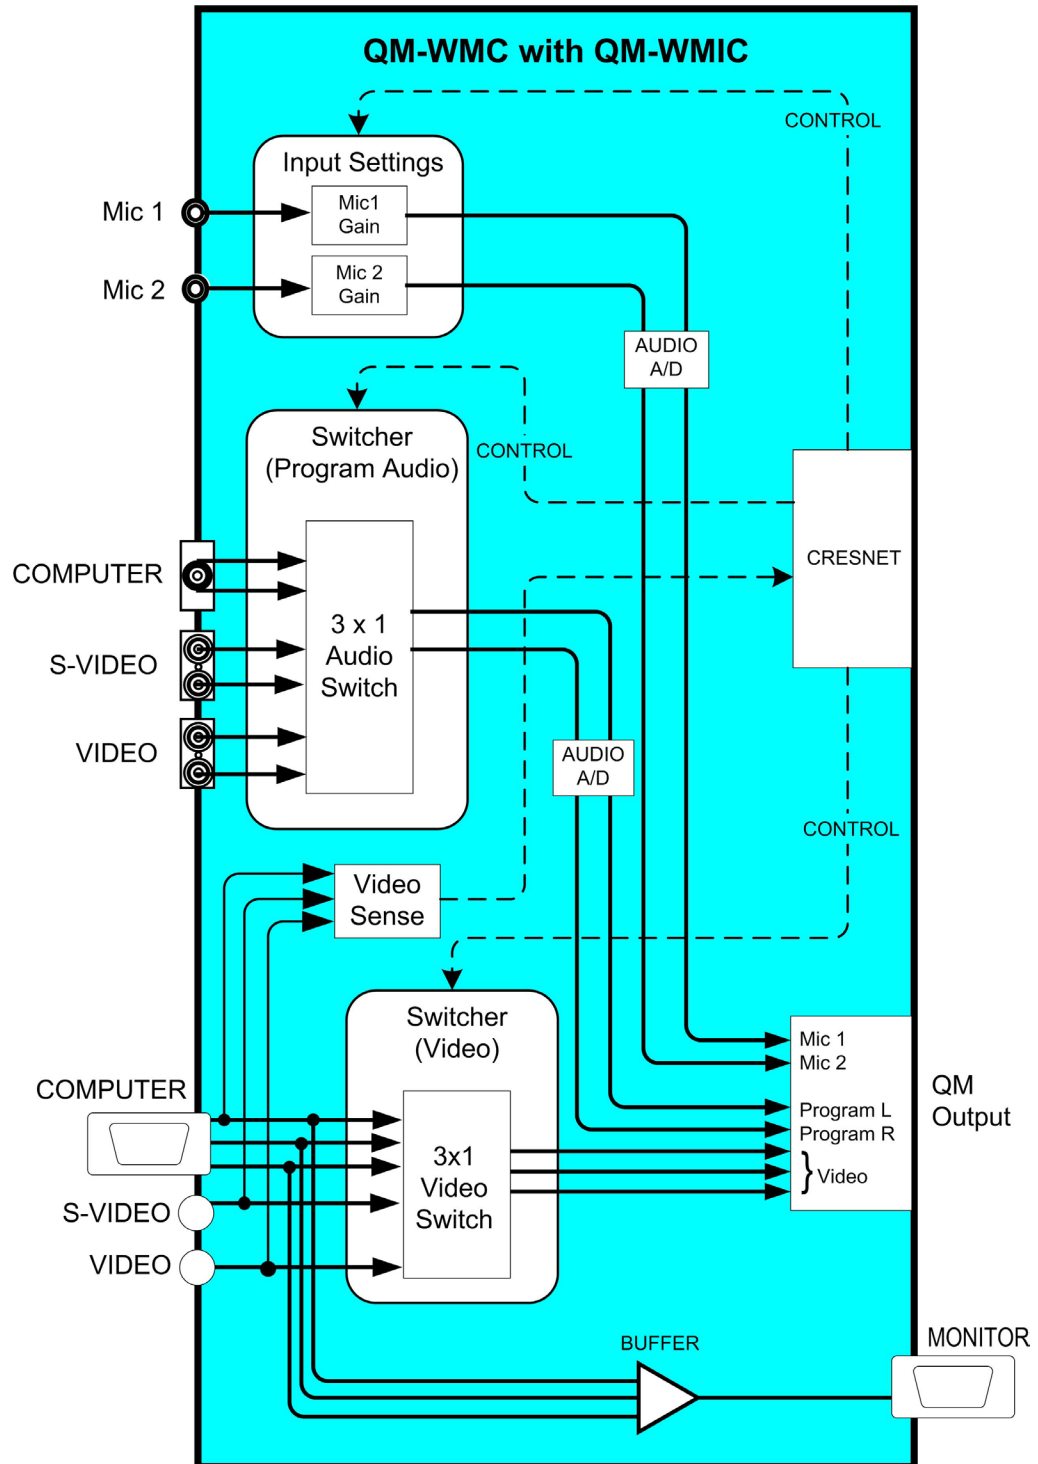 QM-WMC with QM-WMIC
CONTROL
Input Settings
Mic 1
Mic1
Gain
Mic 2
Mic 2
Gain
AUDIO
A/D
Switcher
(Program Audio)
CONTROL
CRESNET
COMPUTER
3 x 1
Audio
Switch
S-VIDEO
VIDEO
AUDIO
A/D
CONTROL
Video
Sense
Switcher
(Video)
Mic 1
Mic 2
Program L
Program R
Video
QM
Output
COMPUTER
3x1
Video
Switch
S-VIDEO
VIDEO
BUFFER
MONITOR